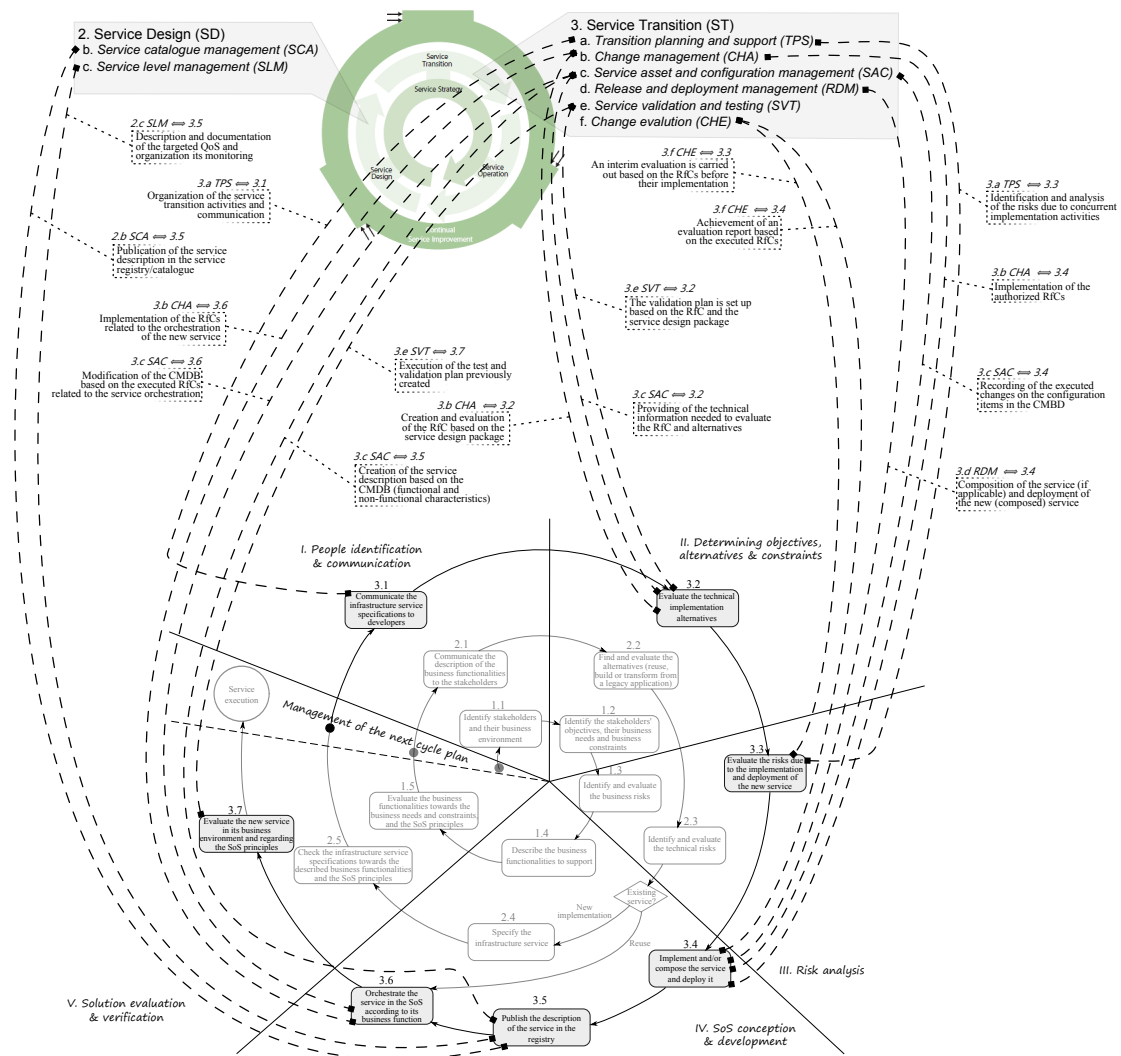 2. Service Design (SD)
b. Service catalogue management (SCA)
c. Service level management (SLM)
3. Service Transition (ST)
a. Transition planning and support (TPS)
b. Change management (CHA)
c. Service asset and configuration management (SAC)
d. Release and deployment management (RDM)
e. Service validation and testing (SVT)
f. Change evalution (CHE)
Service
Transition
Service Strategy
Service
Design
Service
Operation
Continual
Service Improvement
2.c SLM ⟺ 3.5
Description and documentation
of the targeted QoS and
organization its monitoring
3.a TPS ⟺ 3.1
Organization of the service
transition activities and
communication
2.b SCA ⟺ 3.5
Publication of the service
description in the service
registry/catalogue
3.b CHA ⟺ 3.6
Implementation of the RfCs
related to the orchestration
of the new service
3.c SAC ⟺ 3.6
Modification of the CMDB
based on the executed RfCs
related to the service orchestration
3.e SVT ⟺ 3.7
Execution of the test and
validation plan previously
created
3.b CHA ⟺ 3.2
Creation and evaluation
of the RfC based on the
service design package
3.c SAC ⟺ 3.5
Creation of the service
description based on the
CMDB (functional and
non-functional characteristics)
3.f CHE ⟺ 3.3
An interim evaluation is carried
out based on the RfCs before
their implementation
3.f CHE ⟺ 3.4
Achievement of an
evaluation report based
on the executed RfCs
3.e SVT ⟺ 3.2
The validation plan is set up
based on the RfC and the
service design package
3.c SAC ⟺ 3.2
Providing of the technical
information needed to evaluate
the RfC and alternatives
3.a TPS ⟺ 3.3
Identification and analysis
of the risks due to concurrent
implementation activities
3.b CHA ⟺ 3.4
Implementation of the
authorized RfCs
3.c SAC ⟺ 3.4
Recording of the executed
changes on the configuration
items in the CMBD
3.d RDM ⟺ 3.4
Composition of the service (if
applicable) and deployment of
the new (composed) service
I. People identification
& communication
II. Determining objectives,
alternatives & constraints
3.1
Communicate the
infrastructure service
specifications to
developers
3.2
Evaluate the technical
implementation
alternatives
2.1
Communicate the
description of the
business functionalities
to the stakeholders
2.2
Find and evaluate the
alternatives (reuse,
build or transform from
a legacy application)
Service
execution
Management of the next cycle plan
1.1
Identify stakeholders
and their business
environment
1.2
Identify the stakeholders'
objectives, their business
needs and business
constraints
1.3
Identify and evaluate
the business risks
3.3
Evaluate the risks due
to the implementation
and deployment of
the new service
1.5
Evaluate the business
functionalities towards the
business needs and constraints,
and the SoS principles
1.4
Describe the business
functionalities to support
2.3
Identify and evaluate
the technical risks
3.7
Evaluate the new service
in its business
environment and regarding
the SoS principles
2.5
Check the infrastructure service
specifications towards the
described business functionalities
and the SoS principles
Existing
service?
New
implementation
Reuse
2.4
Specify the
infrastructure service
3.4
Implement and/or
compose the service
and deploy it
III. Risk analysis
3.6
Orchestrate the
service in the SoS
according to its
business function
3.5
Publish the description
of the service in the
registry
V. Solution evaluation
& verification
IV. SoS conception
& development